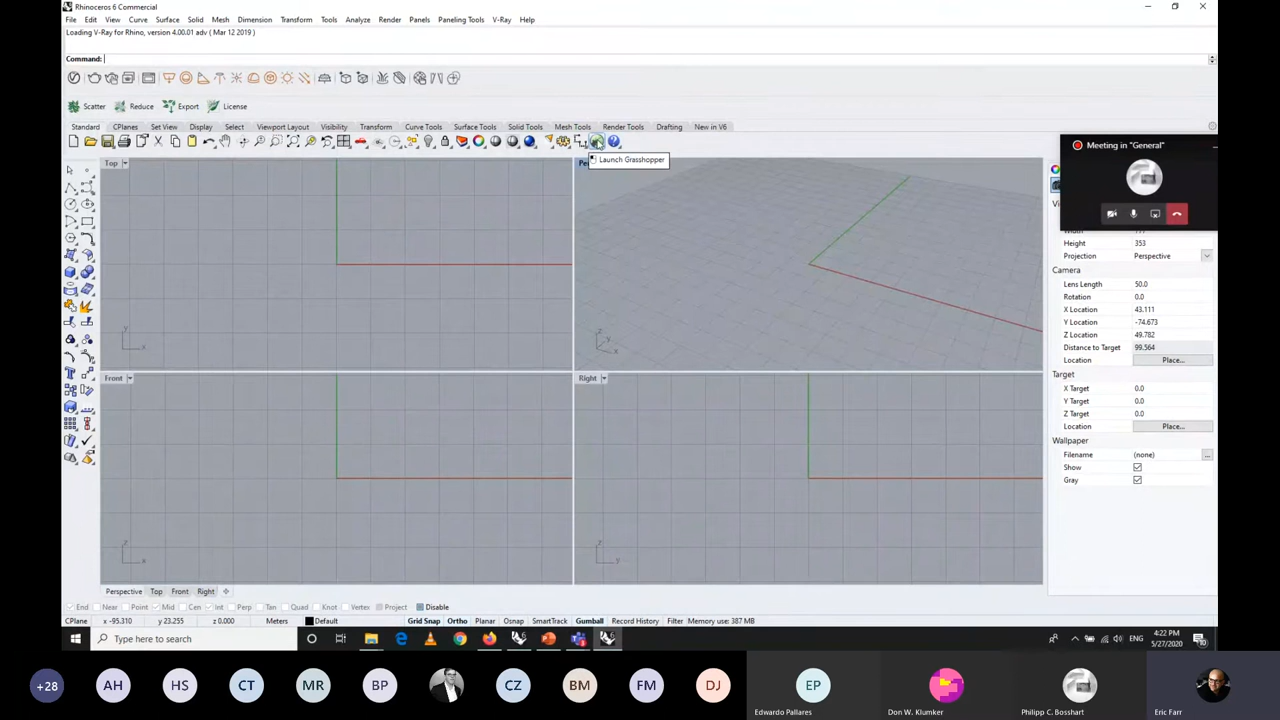 Rhinoceros 6 Commercial
File Edit View Curve Surface Solid Mesh Dimension Transform Tools Analyze Render Panels Paneling Tools V-Ray Help
Loading V-Ray for Rhino, version 4.00.01 adv ( Mar 12 2019 )
Command:
Scatter Reduce Export License
Standard CPlanes Set View Display Select Viewport Layout Visibility Transform Curve Tools Surface Tools Solid Tools Mesh Tools Render Tools Drafting New in V6
Launch Grasshopper
Meeting in "General"
Top
Height 353
Projection Perspective
Camera
Lens Length 50.0
Rotation 0.0
X Location 43.111
Y Location -74.673
Z Location 49.782
Distance to Target 99.564
Location Place...
Target
X Target 0.0
Y Target 0.0
Z Target 0.0
Location Place...
Wallpaper
Filename (none) ...
Show
Gray
y x
z y x
Front
Right
z x
z y
Perspective Top Front Right
End Near Point Mid Cen Int Perp Tan Quad Knot Vertex Project Disable
CPlane x -95.310 y 23.255 z 0.000 Meters Default Grid Snap Ortho Planar Osnap SmartTrack Gumball Record History Filter Memory use: 387 MB
Type here to search
ENG
4:22 PM
5/27/2020
+28 AH HS CT MR BP CZ BM FM DJ EP
Edwardo Pallares Don W. Klumker Philipp C. Bosshart Eric Farr